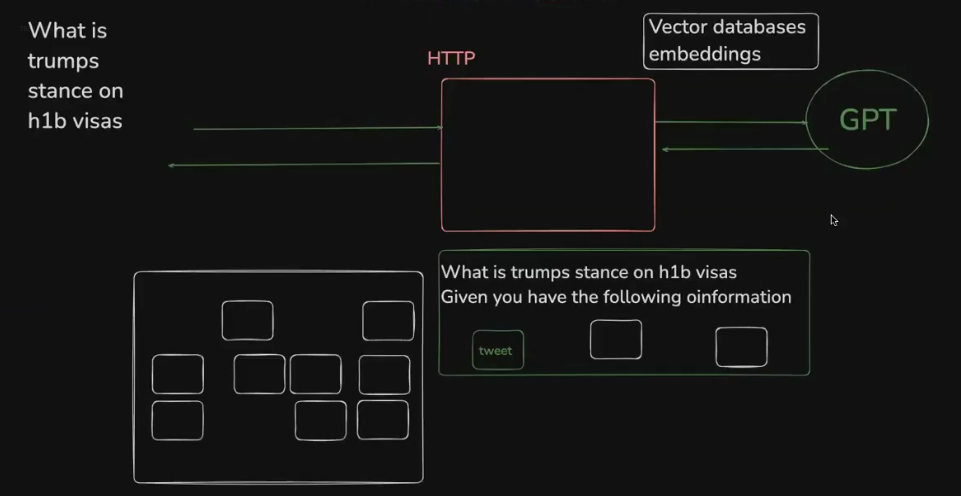 What is
trumps
stance on
h1b visas
HTTP
Vector databases
embeddings
GPT
What is trumps stance on h1b visas
Given you have the following oinformation
tweet